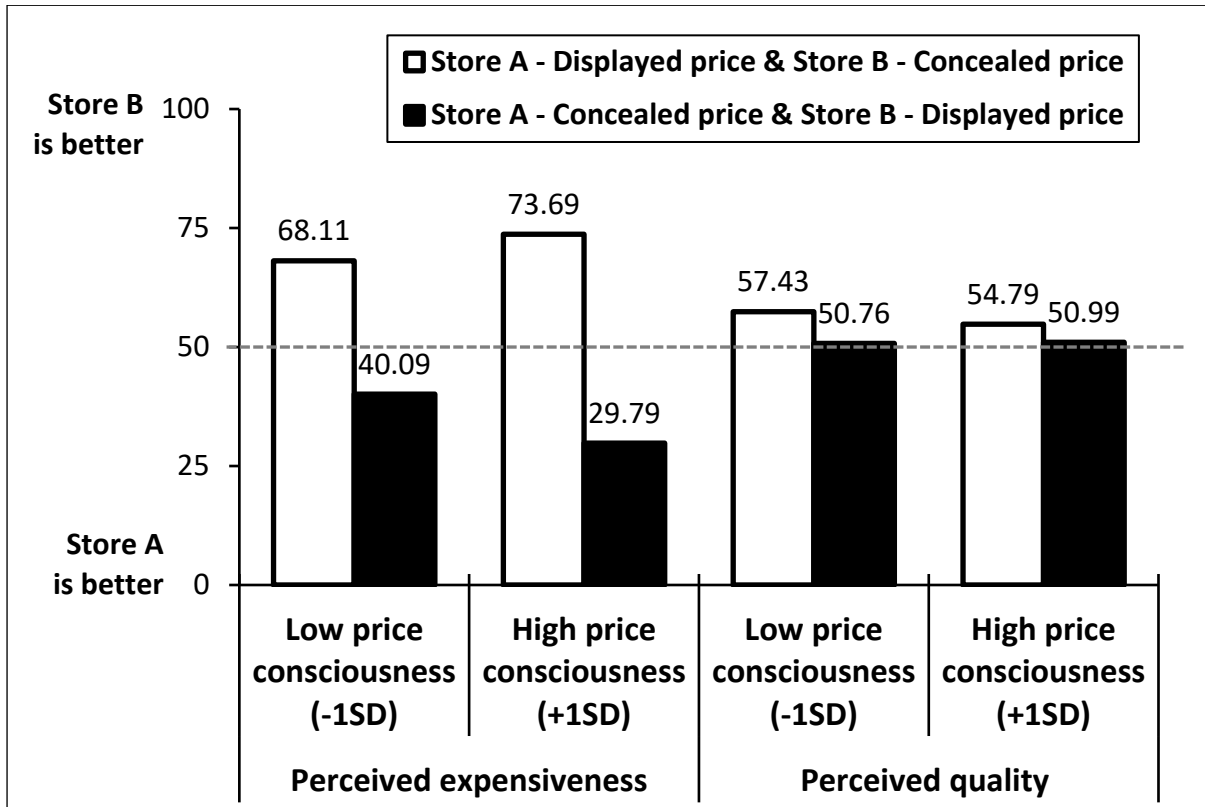 Store A - Displayed price & Store B - Concealed price
Store A - Concealed price & Store B - Displayed price
Store B
is better
100
75
50
25
Store A
is better
0
68.11
40.09
73.69
29.79
57.43
50.76
54.79
50.99
Low price
consciousness
(-1SD)
High price
consciousness
(+1SD)
Low price
consciousness
(-1SD)
High price
consciousness
(+1SD)
Perceived expensiveness
Perceived quality